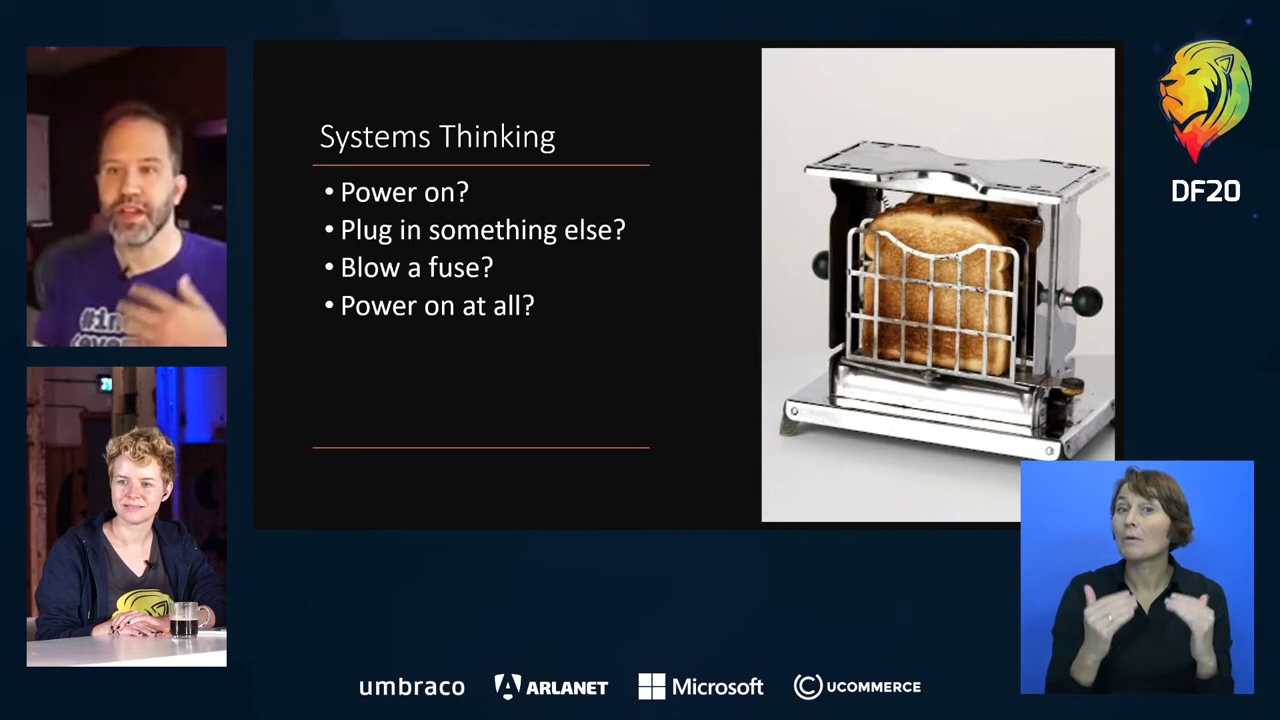 Systems Thinking
• Power on?
• Plug in something else?
• Blow a fuse?
• Power on at all?
DF20
umbraco
ARLANET
Microsoft
UCOMMERCE